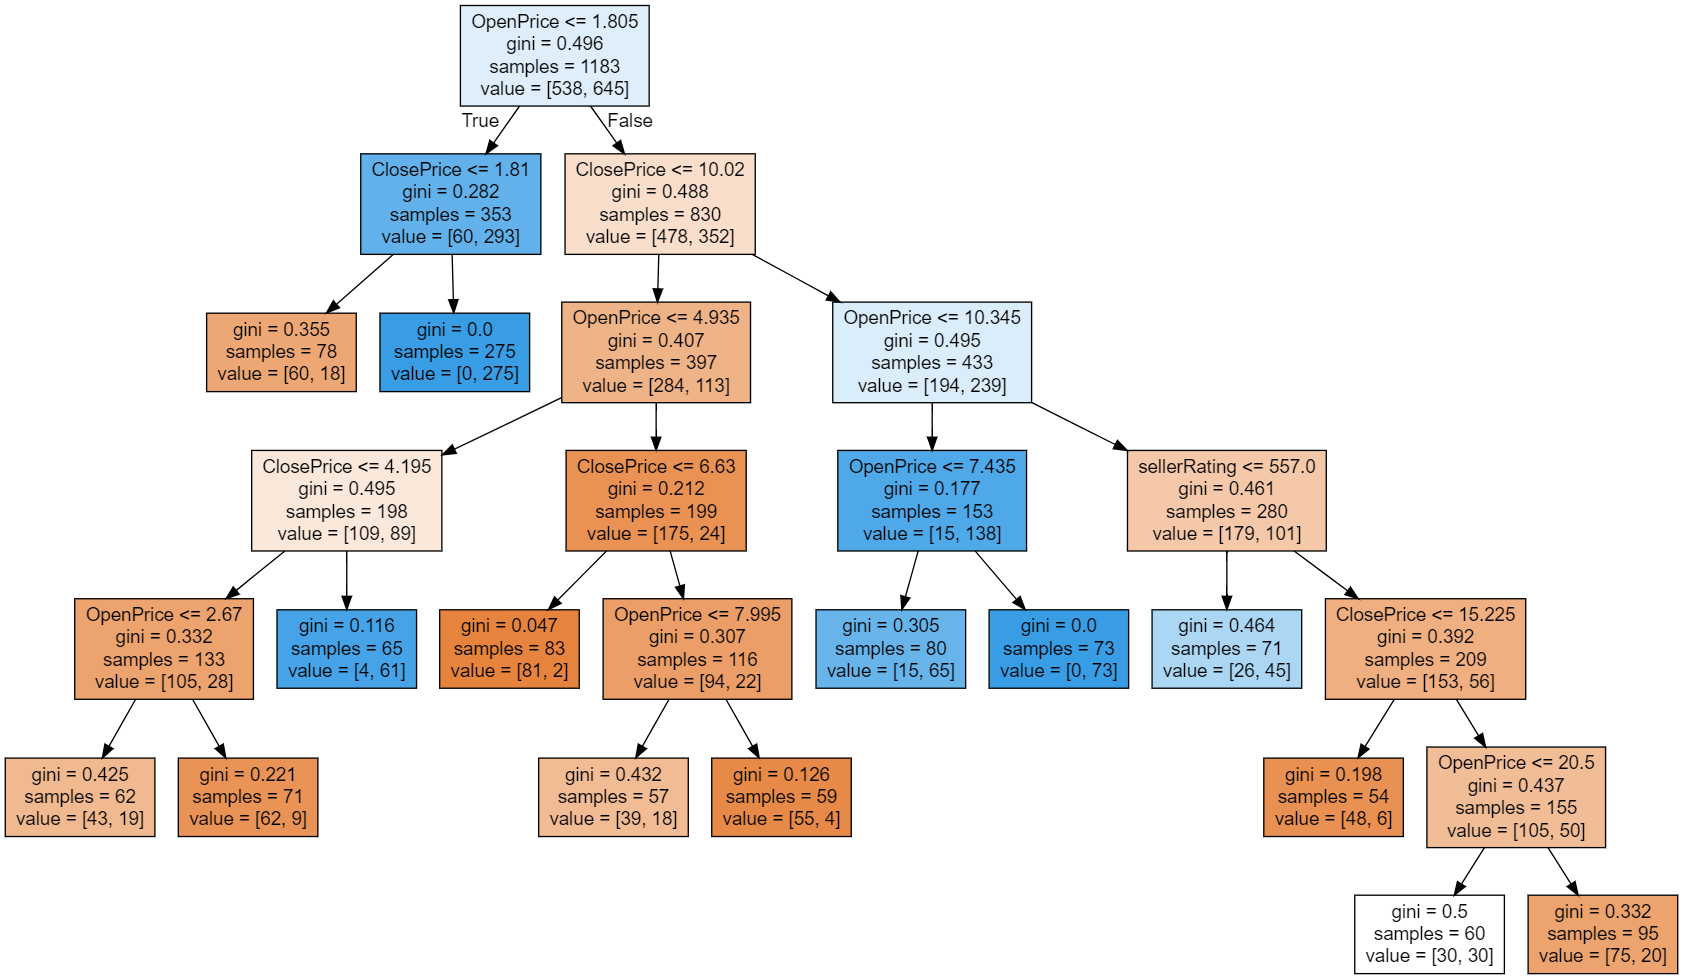 OpenPrice <= 1.805
gini = 0.496
samples = 1183
value = [538, 645]
True
False
ClosePrice <= 1.81
gini = 0.282
samples = 353
value = [60, 293]
ClosePrice <= 10.02
gini = 0.488
samples = 830
value = [478, 352]
gini = 0.355
samples = 78
value = [60, 18]
gini = 0.0
samples = 275
value = [0, 275]
OpenPrice <= 4.935
gini = 0.407
samples = 397
value = [284, 113]
OpenPrice <= 10.345
gini = 0.495
samples = 433
value = [194, 239]
ClosePrice <= 4.195
gini = 0.495
samples = 198
value = [109, 89]
ClosePrice <= 6.63
gini = 0.212
samples = 199
value = [175, 24]
OpenPrice <= 7.435
gini = 0.177
samples = 153
value = [15, 138]
sellerRating <= 557.0
gini = 0.461
samples = 280
value = [179, 101]
OpenPrice <= 2.67
gini = 0.332
samples = 133
value = [105, 28]
gini = 0.116
samples = 65
value = [4, 61]
gini = 0.047
samples = 83
value = [81, 2]
OpenPrice <= 7.995
gini = 0.307
samples = 116
value = [94, 22]
gini = 0.305
samples = 80
value = [15, 65]
gini = 0.0
samples = 73
value = [0, 73]
gini = 0.464
samples = 71
value = [26, 45]
ClosePrice <= 15.225
gini = 0.392
samples = 209
value = [153, 56]
gini = 0.425
samples = 62
value = [43, 19]
gini = 0.221
samples = 71
value = [62, 9]
gini = 0.432
samples = 57
value = [39, 18]
gini = 0.126
samples = 59
value = [55, 4]
gini = 0.198
samples = 54
value = [48, 6]
OpenPrice <= 20.5
gini = 0.437
samples = 155
value = [105, 50]
gini = 0.5
samples = 60
value = [30, 30]
gini = 0.332
samples = 95
value = [75, 20]